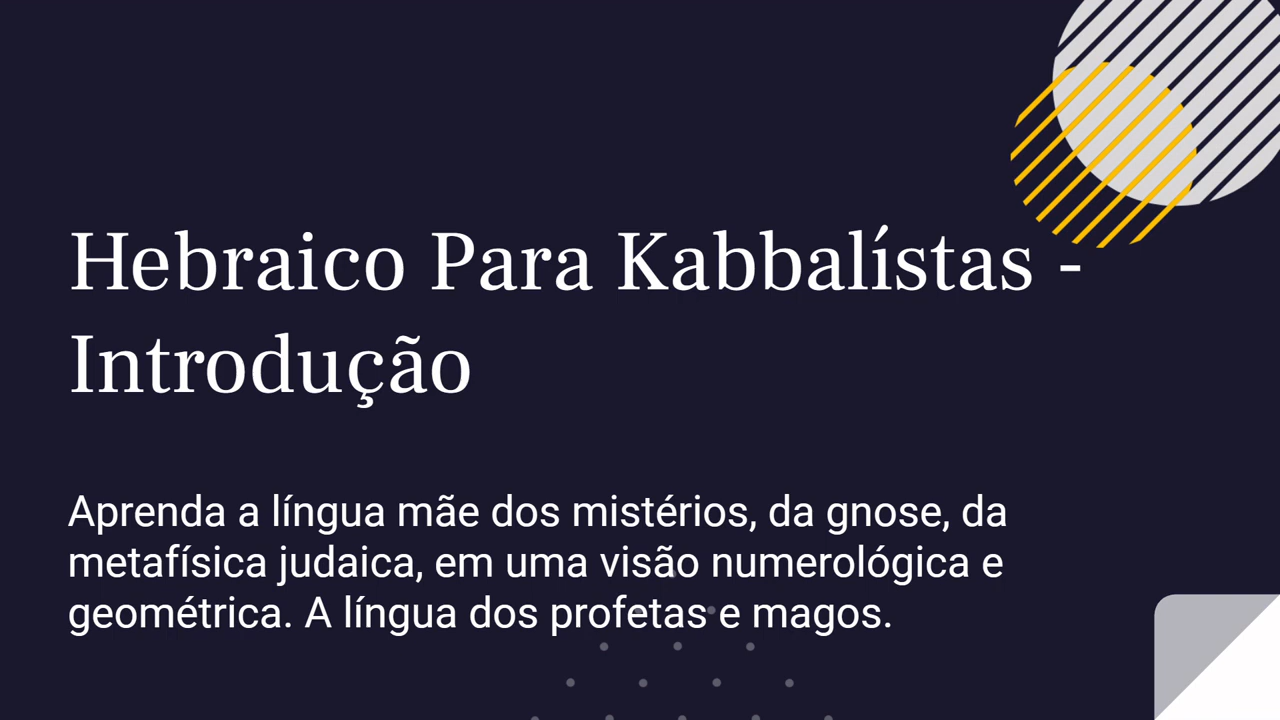 Hebraico Para Kabbalístas -
Introdução
Aprenda a língua mãe dos mistérios, da gnose, da
metafísica judaica, em uma visão numerológica e
geométrica. A língua dos profetas e magos.